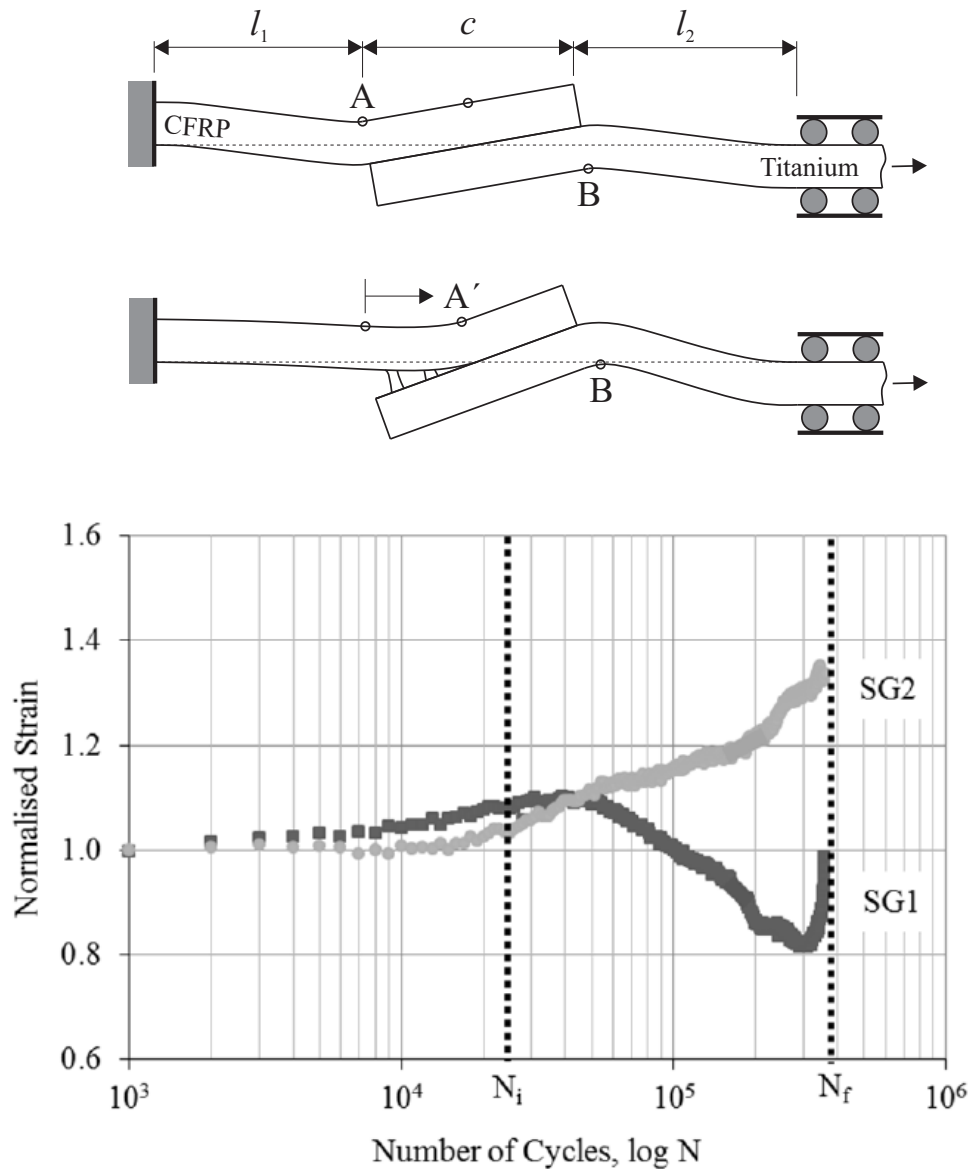 l₁ c l₂
A
CFRP
Titanium
B
A´
B
1.6
1.4
SG2
1.2
1.0
SG1
0.8
0.6
10³ 10⁴ Nᵢ 10⁵ N_f 10⁶
Normalised Strain
Number of Cycles, log N